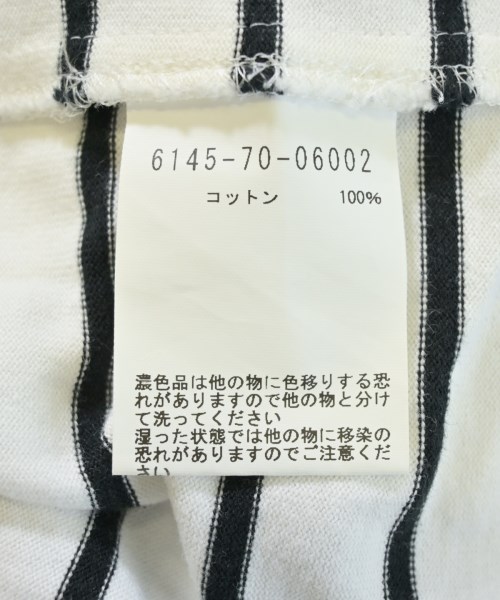 6145-70-06002
コットン 100%
濃色品は他の物に色移りする恐
れがありますので他の物と分け
て洗ってください
湿った状態では他の物に移染の
恐れがありますのでご注意くだ
さい